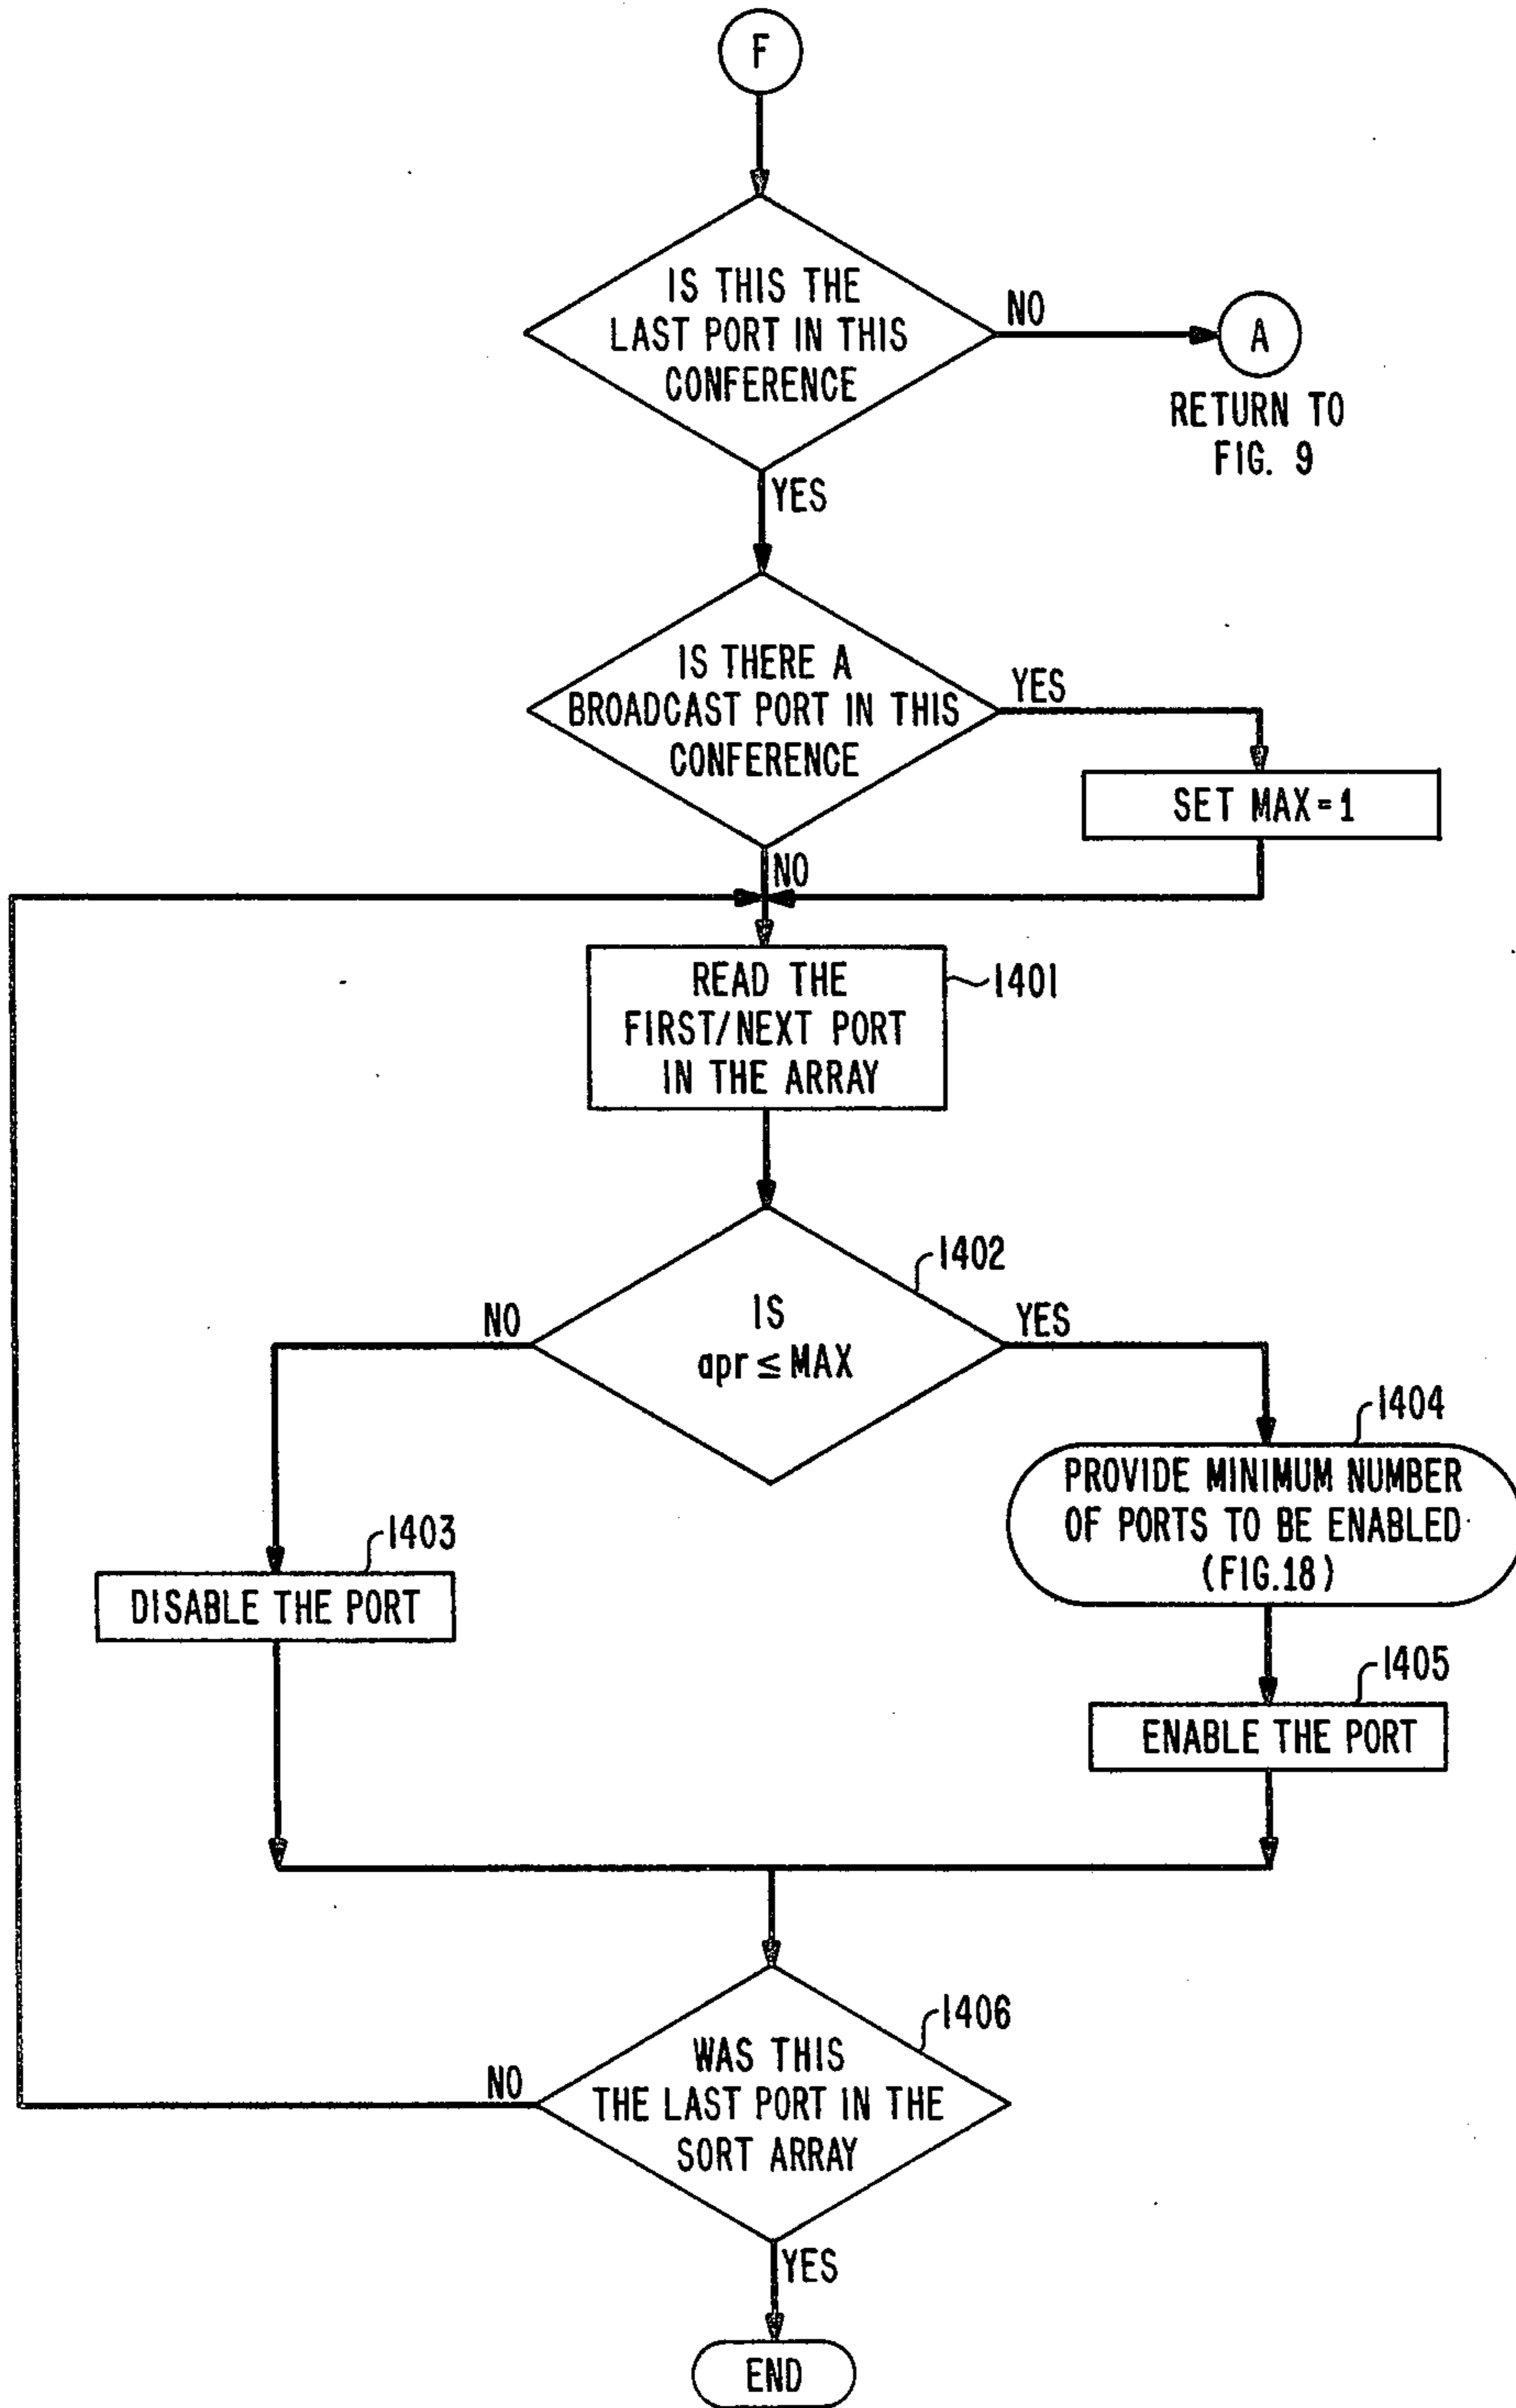 F
IS THIS THE
LAST PORT IN THIS
CONFERENCE
NO
A
RETURN TO
FIG. 9
YES
IS THERE A
BROADCAST PORT IN THIS
CONFERENCE
YES
SET MAX=1
NO
READ THE
FIRST/NEXT PORT
IN THE ARRAY
1401
1402
IS
apr ≤ MAX
NO
YES
1404
PROVIDE MINIMUM NUMBER
OF PORTS TO BE ENABLED
(FIG.18)
1403
DISABLE THE PORT
1405
ENABLE THE PORT
1406
WAS THIS
THE LAST PORT IN THE
SORT ARRAY
NO
YES
END